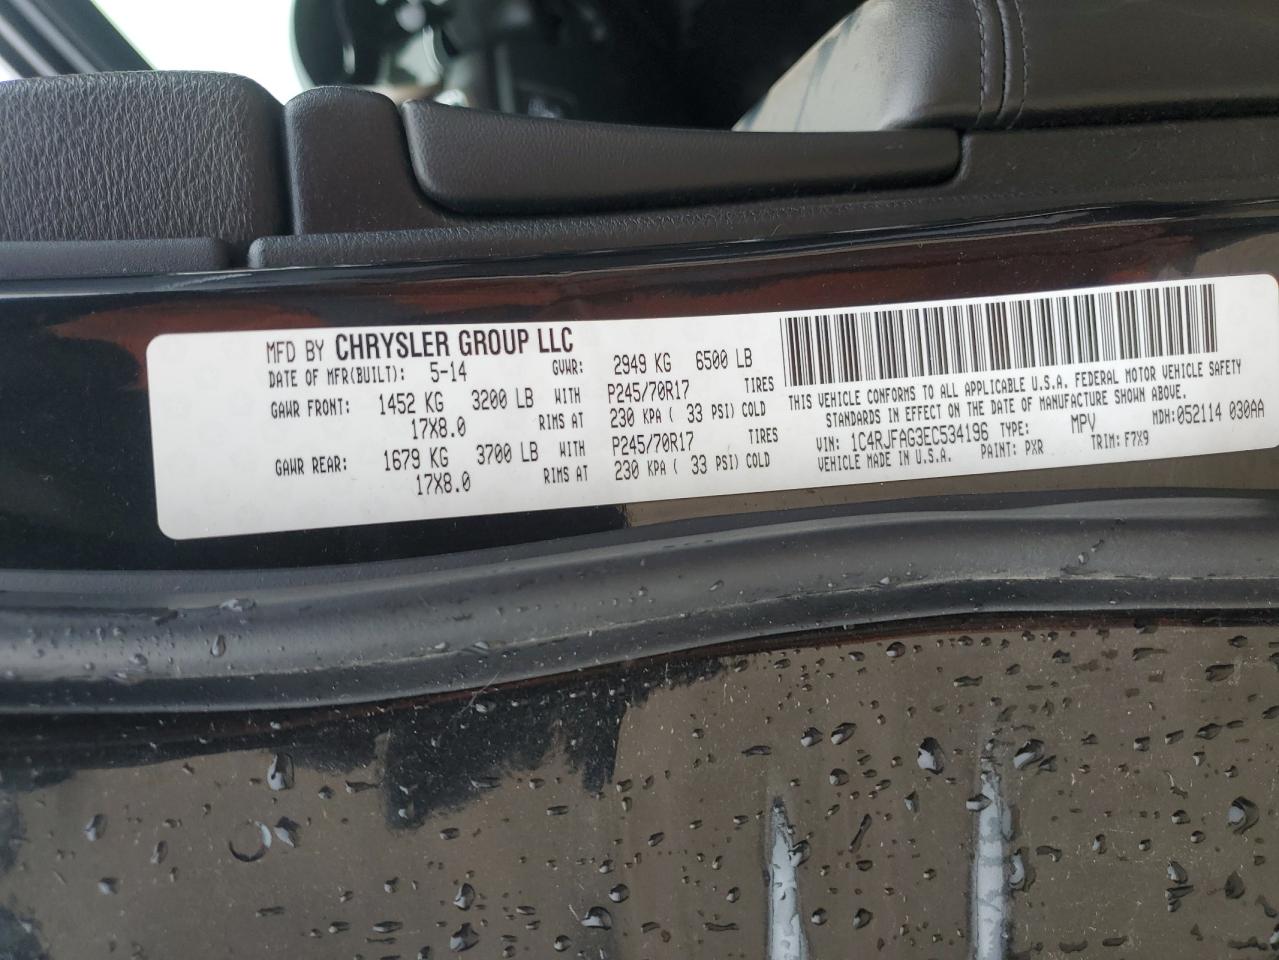 MFD BY CHRYSLER GROUP LLC
DATE OF MFR(BUILT): 5-14 GVWR: 2949 KG 6500 LB
GAWR FRONT: 1452 KG 3200 LB WITH P245/70R17 TIRES
17X8.0 RIMS AT 230 KPA ( 33 PSI) COLD
GAWR REAR: 1679 KG 3700 LB WITH P245/70R17 TIRES
17X8.0 RIMS AT 230 KPA ( 33 PSI) COLD
THIS VEHICLE CONFORMS TO ALL APPLICABLE U.S.A. FEDERAL MOTOR VEHICLE SAFETY
STANDARDS IN EFFECT ON THE DATE OF MANUFACTURE SHOWN ABOVE.
VIN: 1C4RJFAG3EC534196 TYPE: MPV MDH:052114 030AA
VEHICLE MADE IN U.S.A. PAINT: PXR TRIM: F7X9